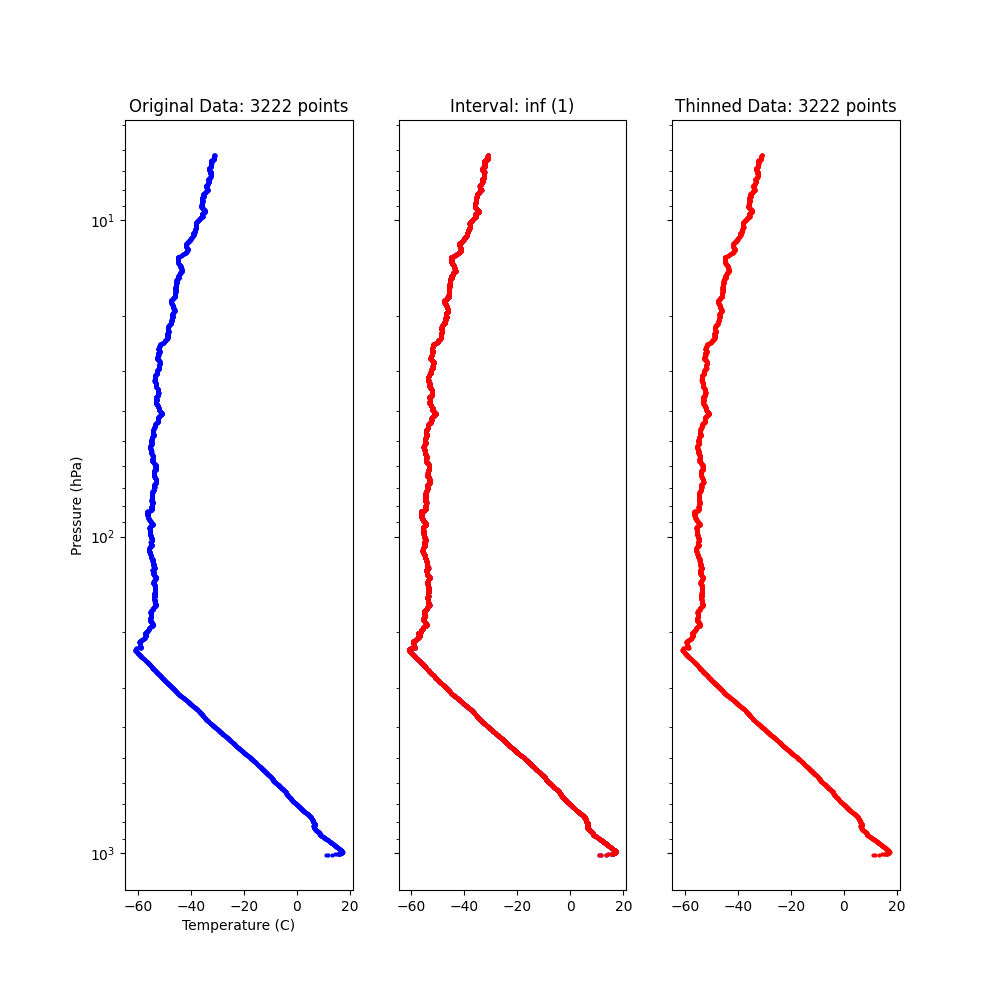 Original Data: 3222 points
Interval: inf (1)
Thinned Data: 3222 points
10¹
10²
10³
Pressure (hPa)
−60 −40 −20 0 20
−60 −40 −20 0 20
−60 −40 −20 0 20
Temperature (C)